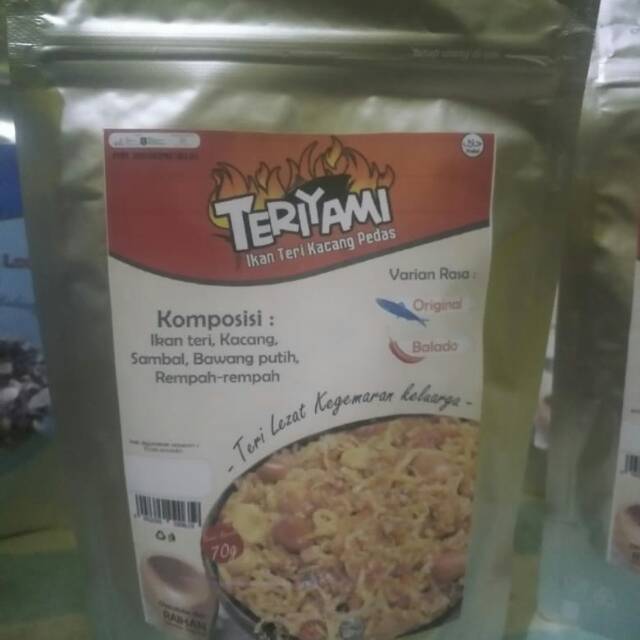 TERIYAMI
Ikan Teri Kacang Pedas
Varian Rasa :
Original
Balado
Komposisi :
Ikan teri, Kacang,
Sambal, Bawang putih,
Rempah-rempah
- Teri Lezat Kegemaran keluarga -
70g
RAIHAN